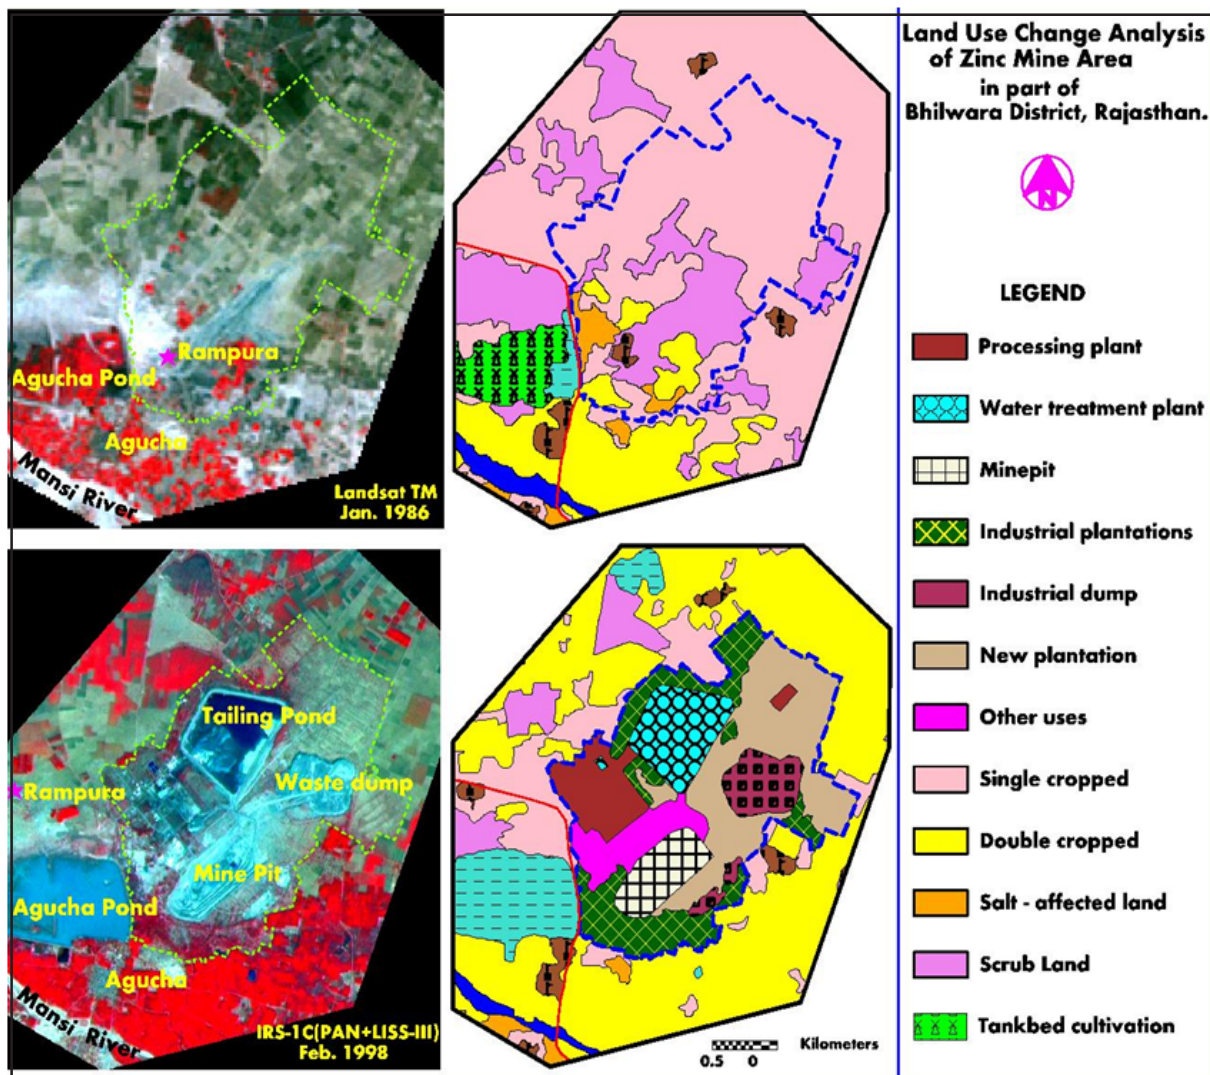 Land Use Change Analysis
of Zinc Mine Area
in part of
Bhilwara District, Rajasthan.
N
Rampura
Agucha Pond
Agucha
Mansi River
Landsat TM
Jan. 1986
LEGEND
Processing plant
Water treatment plant
Minepit
Industrial plantations
Industrial dump
New plantation
Other uses
Single cropped
Double cropped
Salt - affected land
Scrub Land
Tankbed cultivation
Tailing Pond
Waste dump
Rampura
Mine Pit
Agucha Pond
Agucha
Mansi River
IRS-1C(PAN+LISS-III)
Feb. 1998
Kilometers
0.5 0